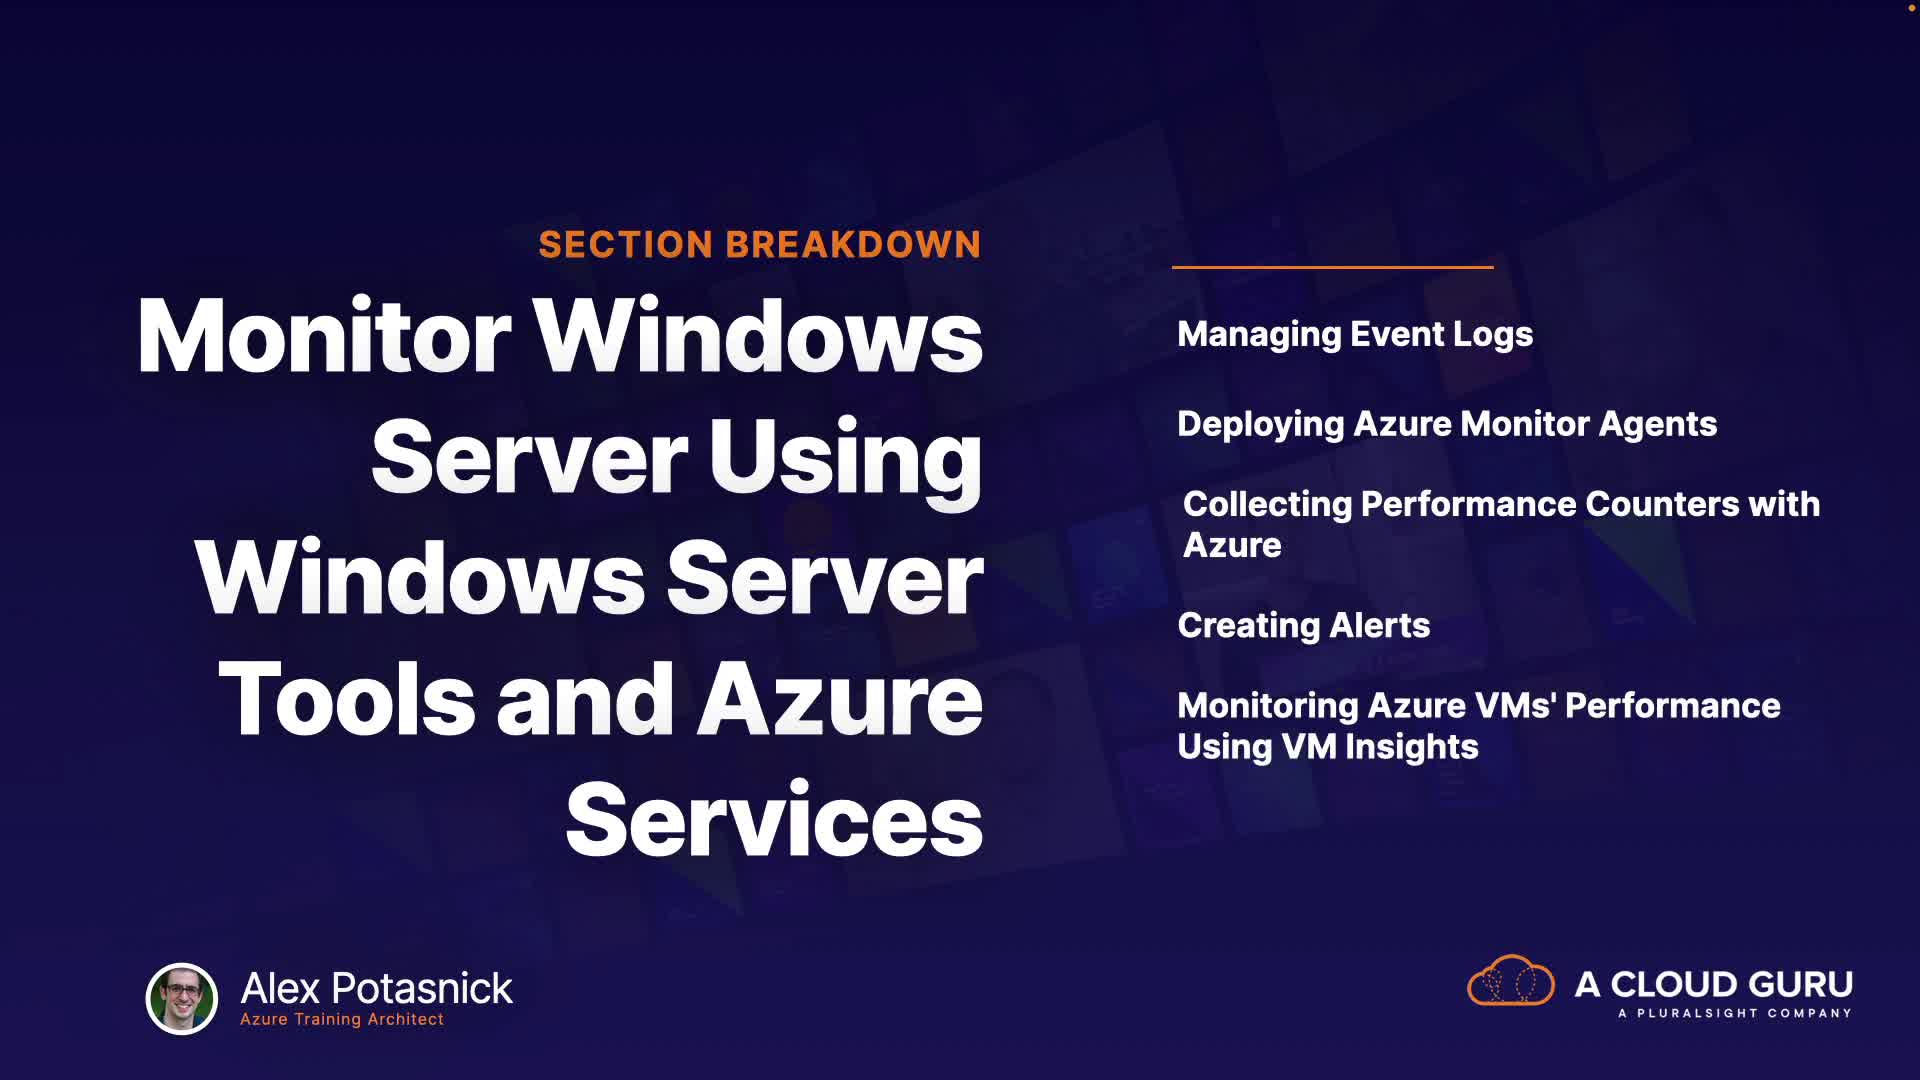 SECTION BREAKDOWN
Monitor Windows
Server Using
Windows Server
Tools and Azure
Services
Managing Event Logs
Deploying Azure Monitor Agents
Collecting Performance Counters with
Azure
Creating Alerts
Monitoring Azure VMs' Performance
Using VM Insights
Alex Potasnick
Azure Training Architect
A CLOUD GURU
A PLURALSIGHT COMPANY